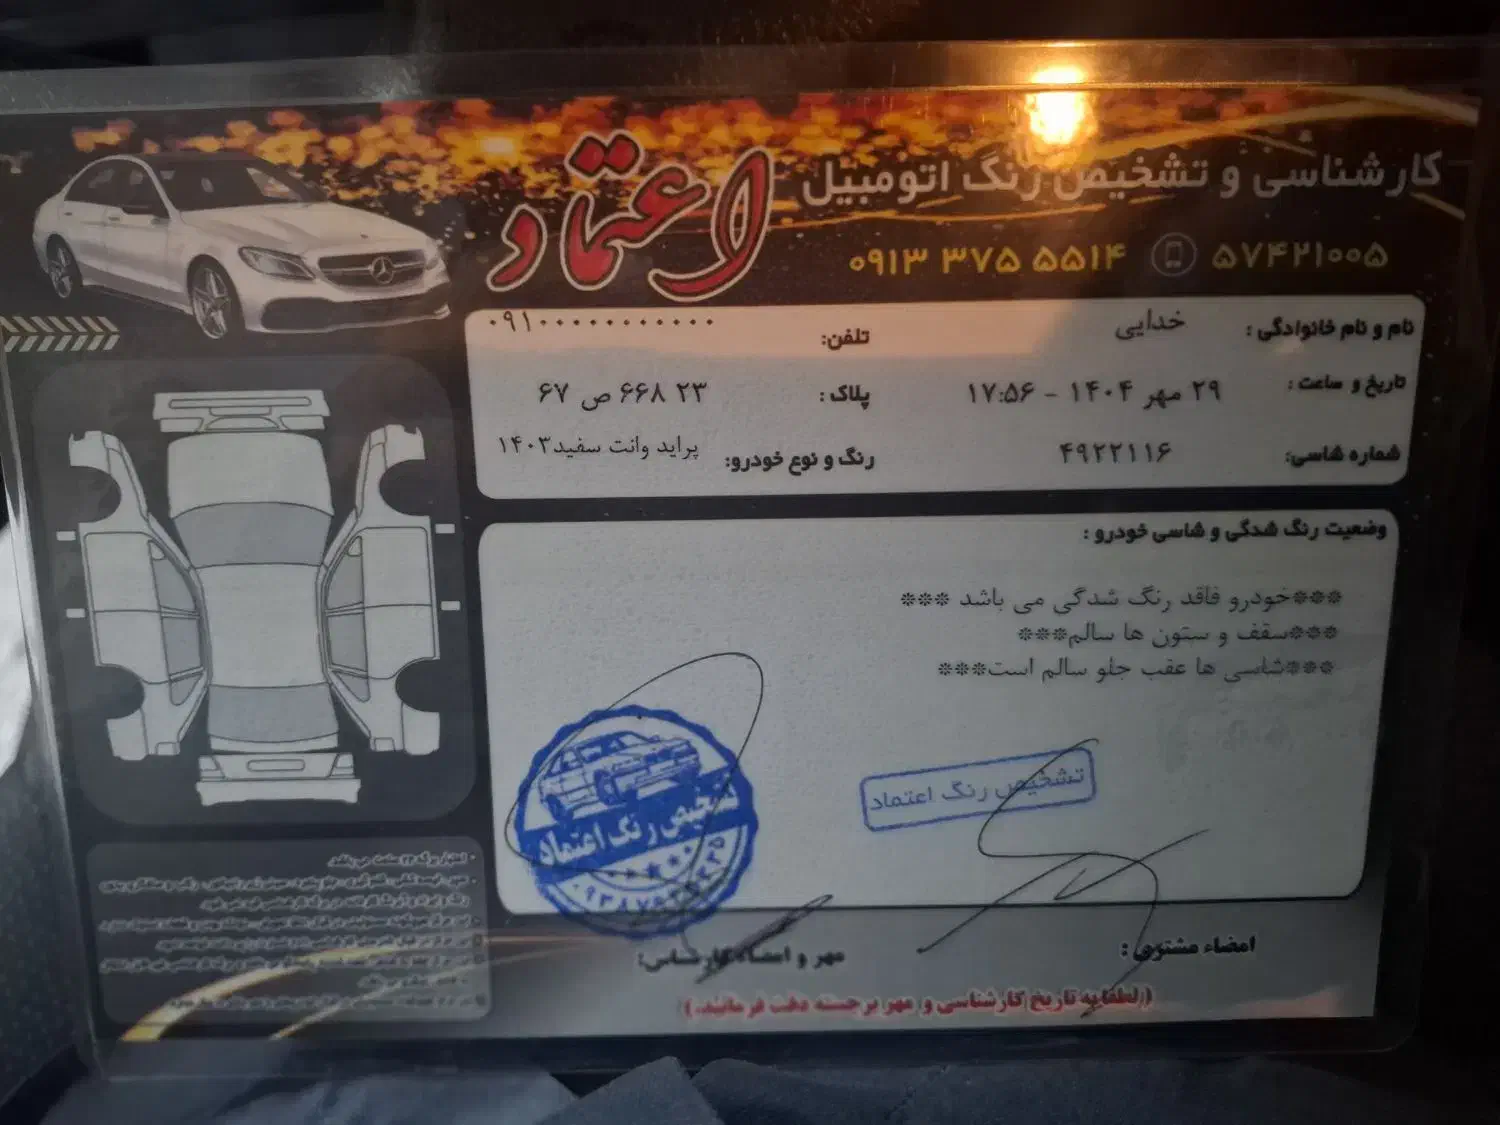 کارشناسی و تشخیص رنگ اتومبیل
اعتماد
۵۷۴۲۱۰۰۵
۰۹۱۳ ۳۷۵ ۵۵۱۴
نام و نام خانوادگی : خدایی
تلفن: ۰۹۱۰۰۰۰۰۰۰۰۰۰۰۰
تاریخ و ساعت : ۲۹ مهر ۱۴۰۴ - ۱۷:۵۶
پلاک : ۲۳ ۶۶۸ ص ۶۷
شماره شاسی: ۴۹۲۲۱۱۶
رنگ و نوع خودرو: پراید وانت سفید۱۴۰۳
وضعیت رنگ شدگی و شاسی خودرو :
***خودرو فاقد رنگ شدگی می باشد ***
***سقف و ستون ها سالم***
***شاسی ها عقب جلو سالم است***
تشخیص رنگ اعتماد
تشخیص رنگ اعتماد
امضاء مشتری :
مهر و امضاء کارشناسی:
(لطفا به تاریخ کارشناسی و مهر برجسته دقت فرمائید.)